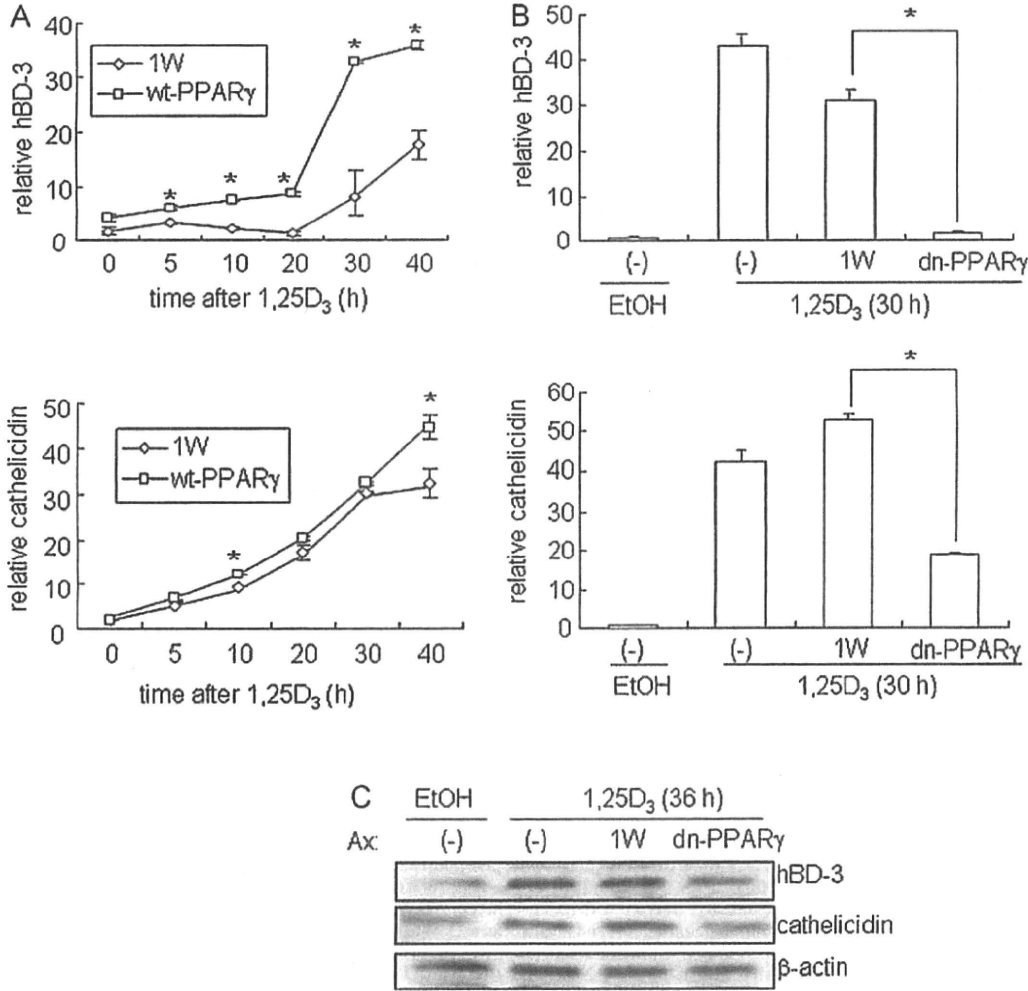 A
relative hBD-3
40
30
20
10
0
1W
wt-PPARγ
* * * * *
0 5 10 20 30 40
time after 1,25D₃ (h)
B
relative hBD-3
50
40
30
20
10
0
*
(-) (-) 1W dn-PPARγ
EtOH 1,25D₃ (30 h)
relative cathelicidin
50
40
30
20
10
0
1W
wt-PPARγ
* *
0 5 10 20 30 40
time after 1,25D₃ (h)
relative cathelicidin
60
50
40
30
20
10
0
*
(-) (-) 1W dn-PPARγ
EtOH 1,25D₃ (30 h)
C EtOH 1,25D₃ (36 h)
Ax: (-) (-) 1W dn-PPARγ
hBD-3
cathelicidin
β-actin